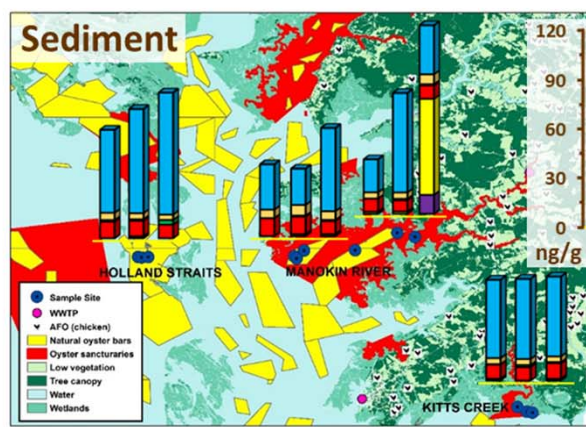 Sediment
120
90
60
30
0
ng/g
HOLLAND STRAITS
MANOKIN RIVER
KITTS CREEK
Sample Site
WWTP
AFO (chicken)
Natural oyster bars
Oyster sancturaries
Low vegetation
Tree canopy
Water
Wetlands